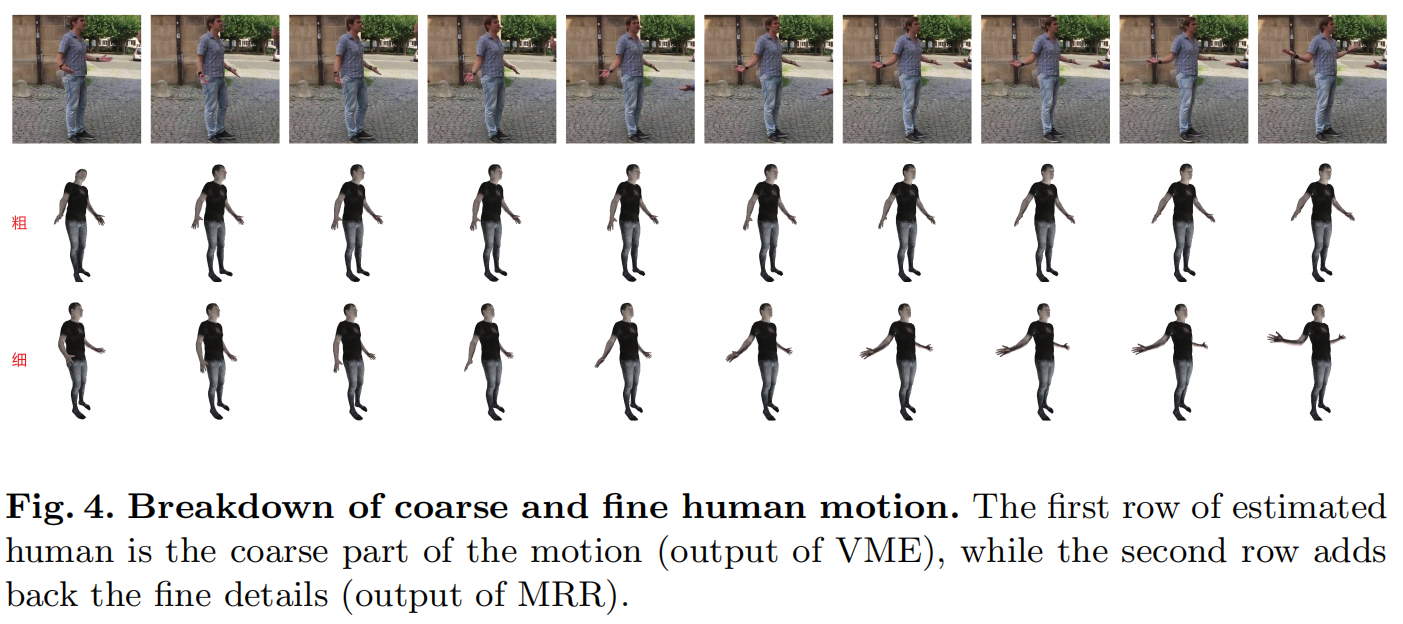 粗
细
Fig. 4. Breakdown of coarse and fine human motion. The first row of estimated
human is the coarse part of the motion (output of VME), while the second row adds
back the fine details (output of MRR).